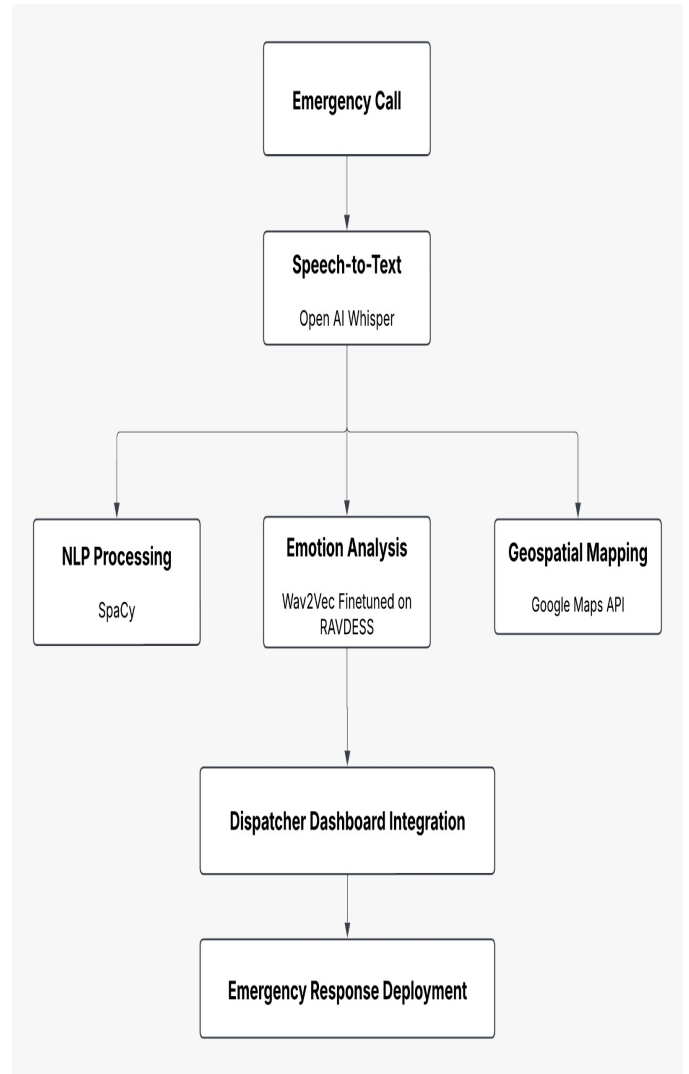 Emergency Call
Speech-to-Text
Open AI Whisper
NLP Processing
SpaCy
Emotion Analysis
Wav2Vec Finetuned on
RAVDESS
Geospatial Mapping
Google Maps API
Dispatcher Dashboard Integration
Emergency Response Deployment